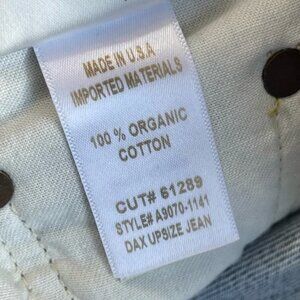 MADE IN U.S.A
IMPORTED MATERIALS
100 % ORGANIC
COTTON
CUT# 61289
STYLE# A9070-1141
DAX UPSIZE JEAN